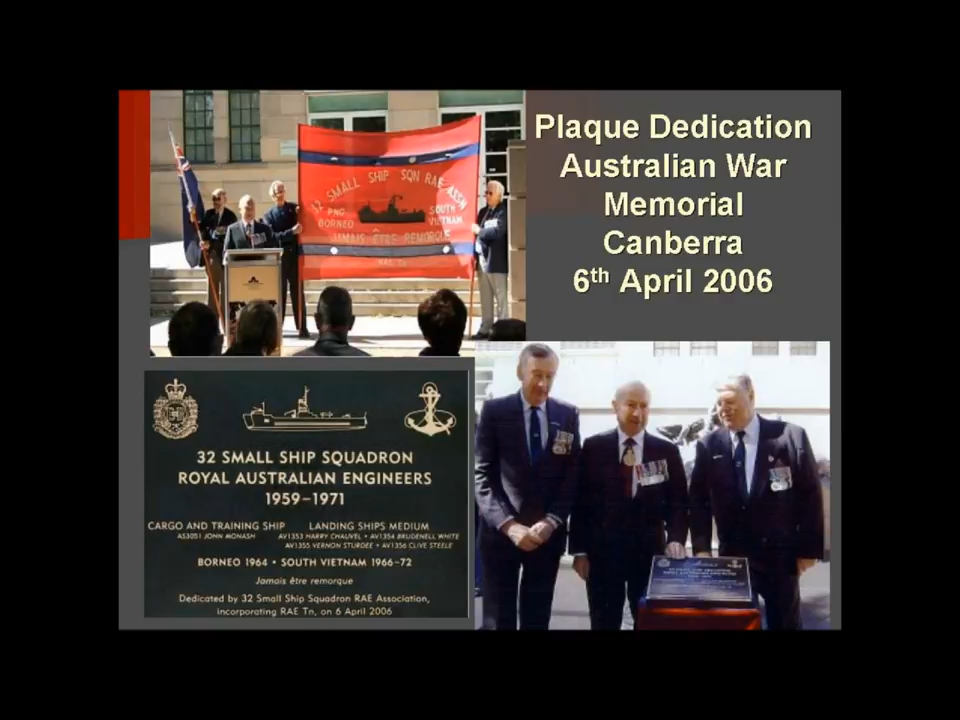 Plaque Dedication
Australian War
Memorial
Canberra
6th April 2006
32 SMALL SHIP SQN RAE ASSN
PNG
BORNEO
SOUTH
VIETNAM
JAMAIS ÊTRE REMORQUE
RAE Tn
32 SMALL SHIP SQUADRON
ROYAL AUSTRALIAN ENGINEERS
1959–1971
CARGO AND TRAINING SHIP
AS3051 JOHN MONASH
LANDING SHIPS MEDIUM
AV1353 HARRY CHAUVEL • AV1354 BRUDENELL WHITE
AV1355 VERNON STURDEE • AV1356 CLIVE STEELE
BORNEO 1964 • SOUTH VIETNAM 1966–72
Jamais être remorque
Dedicated by 32 Small Ship Squadron RAE Association,
incorporating RAE Tn, on 6 April 2006